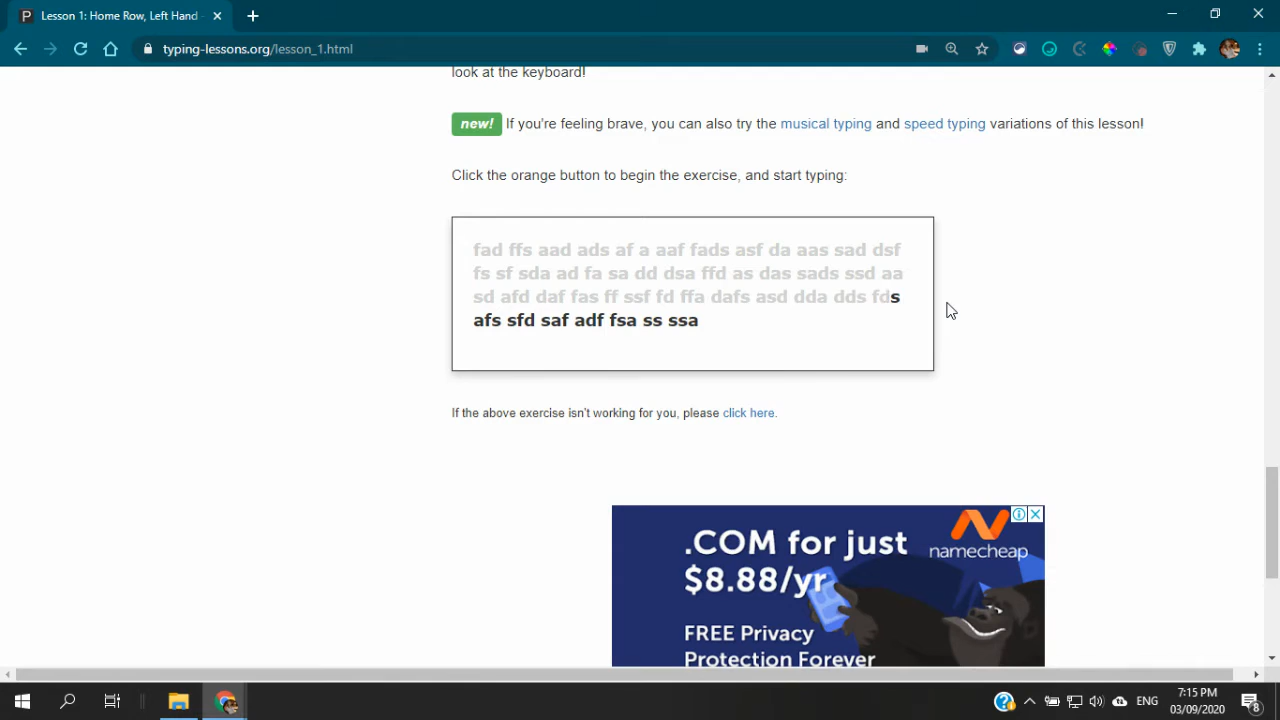 Lesson 1: Home Row, Left Hand -
typing-lessons.org/lesson_1.html
look at the keyboard!
new! If you're feeling brave, you can also try the musical typing and speed typing variations of this lesson!
Click the orange button to begin the exercise, and start typing:
fad ffs aad ads af a aaf fads asf da aas sad dsf
fs sf sda ad fa sa dd dsa ffd as das sads ssd aa
sd afd daf fas ff ssf fd ffa dafs asd dda dds fds
afs sfd saf adf fsa ss ssa
If the above exercise isn't working for you, please click here.
.COM for just
$8.88/yr
namecheap
FREE Privacy
Protection Forever
ENG
7:15 PM
03/09/2020
8